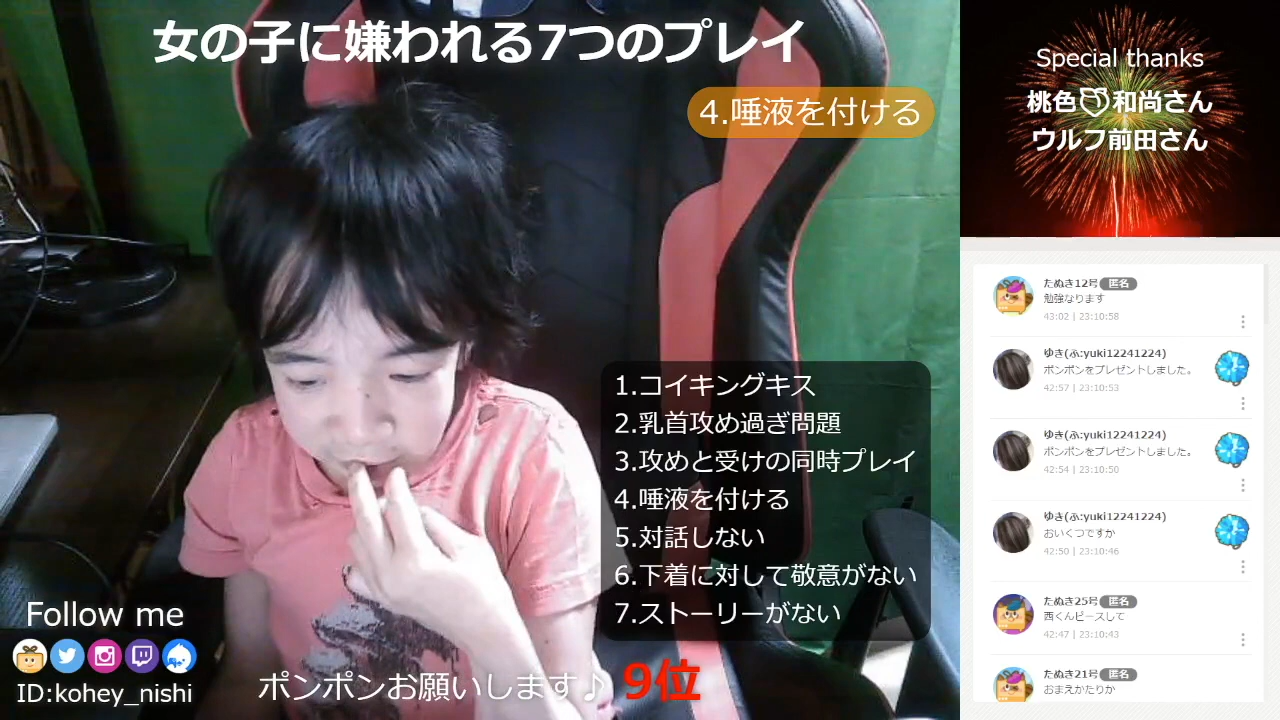 女の子に嫌われる7つのプレイ
4.唾液を付ける
1.コイキングキス
2.乳首攻め過ぎ問題
3.攻めと受けの同時プレイ
4.唾液を付ける
5.対話しない
6.下着に対して敬意がない
7.ストーリーがない
Follow me
ID:kohey_nishi
ポンポンお願いします♪ 9位
Special thanks
桃色♡和尚さん
ウルフ前田さん
たぬき12号 匿名
勉強なります
43:02 | 23:10:58
ゆき(ふ:yuki12241224)
ポンポンをプレゼントしました。
42:57 | 23:10:53
ゆき(ふ:yuki12241224)
ポンポンをプレゼントしました。
42:54 | 23:10:50
ゆき(ふ:yuki12241224)
おいくつですか
42:50 | 23:10:46
たぬき25号 匿名
西くんピースして
42:47 | 23:10:43
たぬき21号 匿名
おまえかたりか